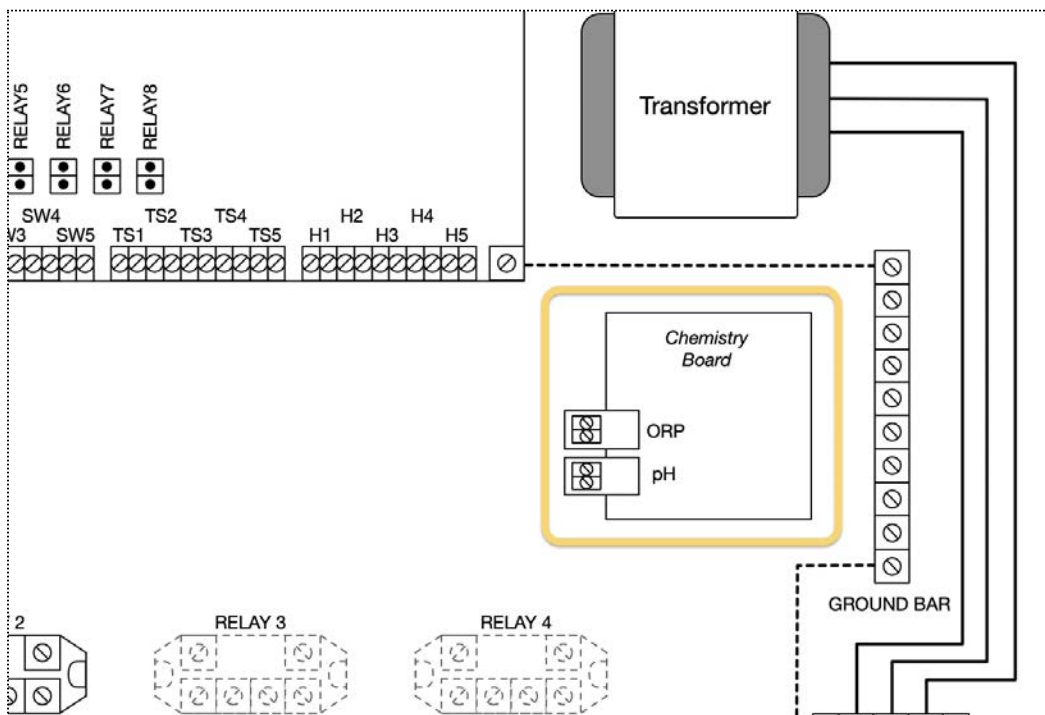 RELAY5
RELAY6
RELAY7
RELAY8
Transformer
SW4
TS2
TS4
H2
H4
SW5
TS1
TS3
TS5
H1
H3
H5
Chemistry
Board
ORP
pH
GROUND BAR
2
RELAY 3
RELAY 4